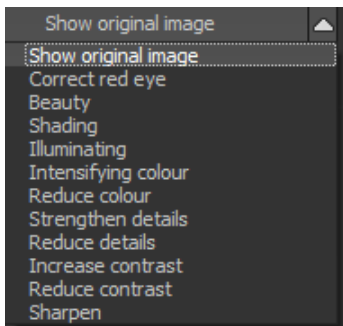 Show original image
Show original image
Correct red eye
Beauty
Shading
Illuminating
Intensifying colour
Reduce colour
Strengthen details
Reduce details
Increase contrast
Reduce contrast
Sharpen